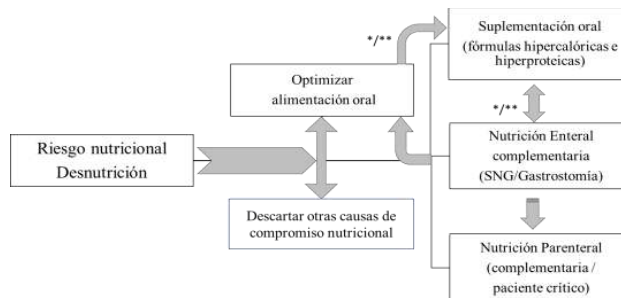 Suplementación oral
(fórmulas hipercalóricas e
hiperproteicas)
*/**
Optimizar
alimentación oral
*/**
Riesgo nutricional
Desnutrición
Nutrición Enteral
complementaria
(SNG/Gastrostomía)
Descartar otras causas de
compromiso nutricional
Nutrición Parenteral
(complementaria /
paciente crítico)